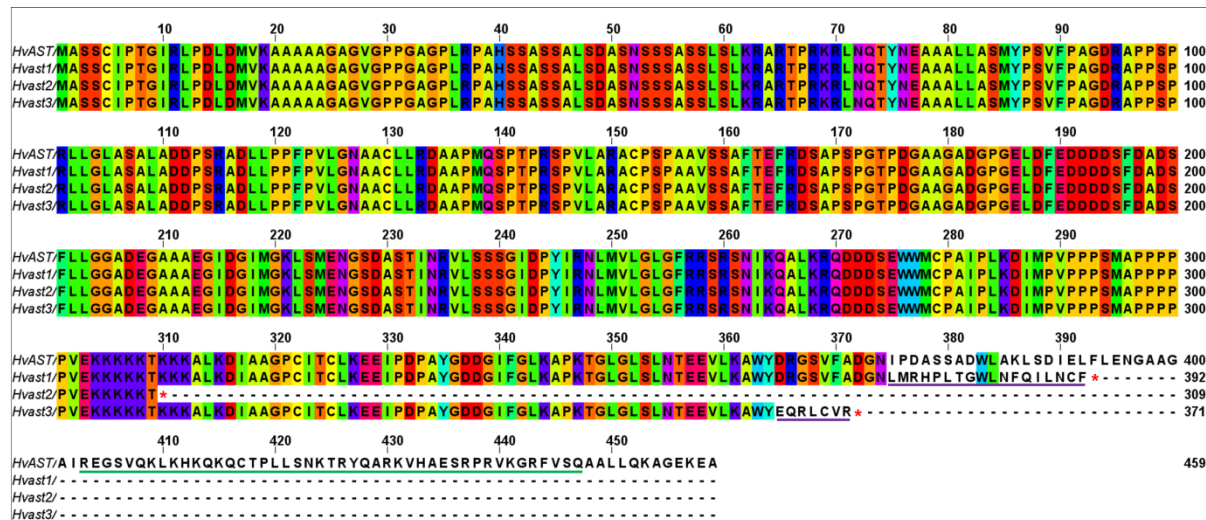 10 20 30 40 50 60 70 80 90
HvAST/ MASSCIPTGIRLPDLDMVKAAAAAGAGVGPPGAGPLRPAHSSASSALSDASNSSSASSLSLKRARTPRKRLNQTYNEAAALLASMYPSVFPAGDRAPPSP 100
Hvast1/ MASSCIPTGIRLPDLDMVKAAAAAGAGVGPPGAGPLRPAHSSASSALSDASNSSSASSLSLKRARTPRKRLNQTYNEAAALLASMYPSVFPAGDRAPPSP 100
Hvast2/ MASSCIPTGIRLPDLDMVKAAAAAGAGVGPPGAGPLRPAHSSASSALSDASNSSSASSLSLKRARTPRKRLNQTYNEAAALLASMYPSVFPAGDRAPPSP 100
Hvast3/ MASSCIPTGIRLPDLDMVKAAAAAGAGVGPPGAGPLRPAHSSASSALSDASNSSSASSLSLKRARTPRKRLNQTYNEAAALLASMYPSVFPAGDRAPPSP 100
110 120 130 140 150 160 170 180 190
HvAST/ RLLGLASALADDPSRADLLPPFPVLGNAACLLRDAAPMQSPTPRSPVLARACPSPAAVSSAFTEFRDSAPSPGTPDGAAGADGPGELDFEDDDDSFDADS 200
Hvast1/ RLLGLASALADDPSRADLLPPFPVLGNAACLLRDAAPMQSPTPRSPVLARACPSPAAVSSAFTEFRDSAPSPGTPDGAAGADGPGELDFEDDDDSFDADS 200
Hvast2/ RLLGLASALADDPSRADLLPPFPVLGNAACLLRDAAPMQSPTPRSPVLARACPSPAAVSSAFTEFRDSAPSPGTPDGAAGADGPGELDFEDDDDSFDADS 200
Hvast3/ RLLGLASALADDPSRADLLPPFPVLGNAACLLRDAAPMQSPTPRSPVLARACPSPAAVSSAFTEFRDSAPSPGTPDGAAGADGPGELDFEDDDDSFDADS 200
210 220 230 240 250 260 270 280 290
HvAST/ FLLGGADEGAAAEGIDGIMGKLSMENGSDASTINRVLSSSGIDPYIRNLMVLGLGFRRSRSNIKQALKRQDDDSEWWMCPAIPLKDIMPVPPPSMAPPPP 300
Hvast1/ FLLGGADEGAAAEGIDGIMGKLSMENGSDASTINRVLSSSGIDPYIRNLMVLGLGFRRSRSNIKQALKRQDDDSEWWMCPAIPLKDIMPVPPPSMAPPPP 300
Hvast2/ FLLGGADEGAAAEGIDGIMGKLSMENGSDASTINRVLSSSGIDPYIRNLMVLGLGFRRSRSNIKQALKRQDDDSEWWMCPAIPLKDIMPVPPPSMAPPPP 300
Hvast3/ FLLGGADEGAAAEGIDGIMGKLSMENGSDASTINRVLSSSGIDPYIRNLMVLGLGFRRSRSNIKQALKRQDDDSEWWMCPAIPLKDIMPVPPPSMAPPPP 300
310 320 330 340 350 360 370 380 390
HvAST/ PVEKKKKKTKKKALKDIAAGPCITCLKEEIPDPAYGDDGIFGLKAPKTGLGLSLNTEEVLKAWYDRGSVFADGNIPDASSADWLAKLSDIELFLENGAAG 400
Hvast1/ PVEKKKKKTKKKALKDIAAGPCITCLKEEIPDPAYGDDGIFGLKAPKTGLGLSLNTEEVLKAWYDRGSVFADGNLMRHPLTGWLNFQILNCF*------- 392
Hvast2/ PVEKKKKKT*------------------------------------------------------------------------------------------ 309
Hvast3/ PVEKKKKKTKKKALKDIAAGPCITCLKEEIPDPAYGDDGIFGLKAPKTGLGLSLNTEEVLKAWYEQRLCVR*---------------------------- 371
410 420 430 440 450
HvAST/ AIREGSVQKLKHKQKQCTPLLSNKTRYQARKVHAESRPRVKGRFVSQAALLQKAGEKEA 459
Hvast1/ -----------------------------------------------------------
Hvast2/ -----------------------------------------------------------
Hvast3/ -----------------------------------------------------------